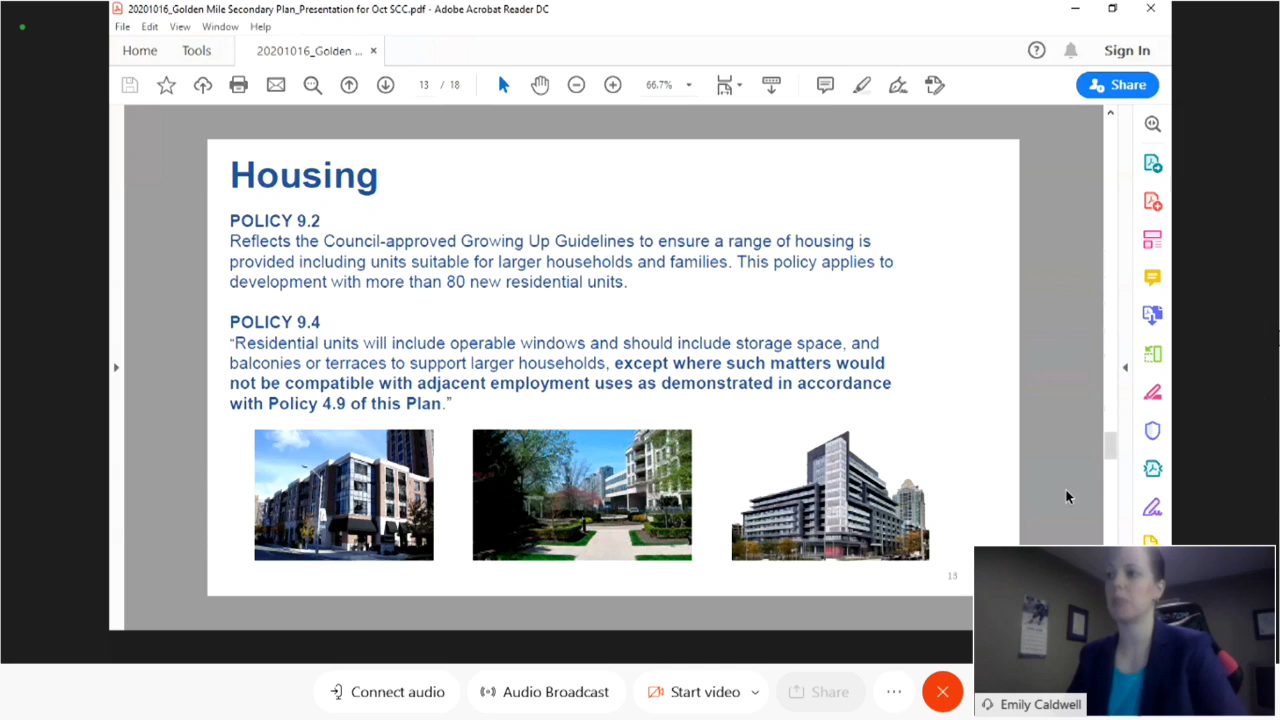 20201016_Golden Mile Secondary Plan_Presentation for Oct SCC.pdf - Adobe Acrobat Reader DC
File Edit View Window Help
Home Tools 20201016_Golden ... × Sign In
13 / 18 66.7% Share
Housing
POLICY 9.2
Reflects the Council-approved Growing Up Guidelines to ensure a range of housing is
provided including units suitable for larger households and families. This policy applies to
development with more than 80 new residential units.
POLICY 9.4
“Residential units will include operable windows and should include storage space, and
balconies or terraces to support larger households, except where such matters would
not be compatible with adjacent employment uses as demonstrated in accordance
with Policy 4.9 of this Plan.”
13
Emily Caldwell
Connect audio Audio Broadcast Start video Share